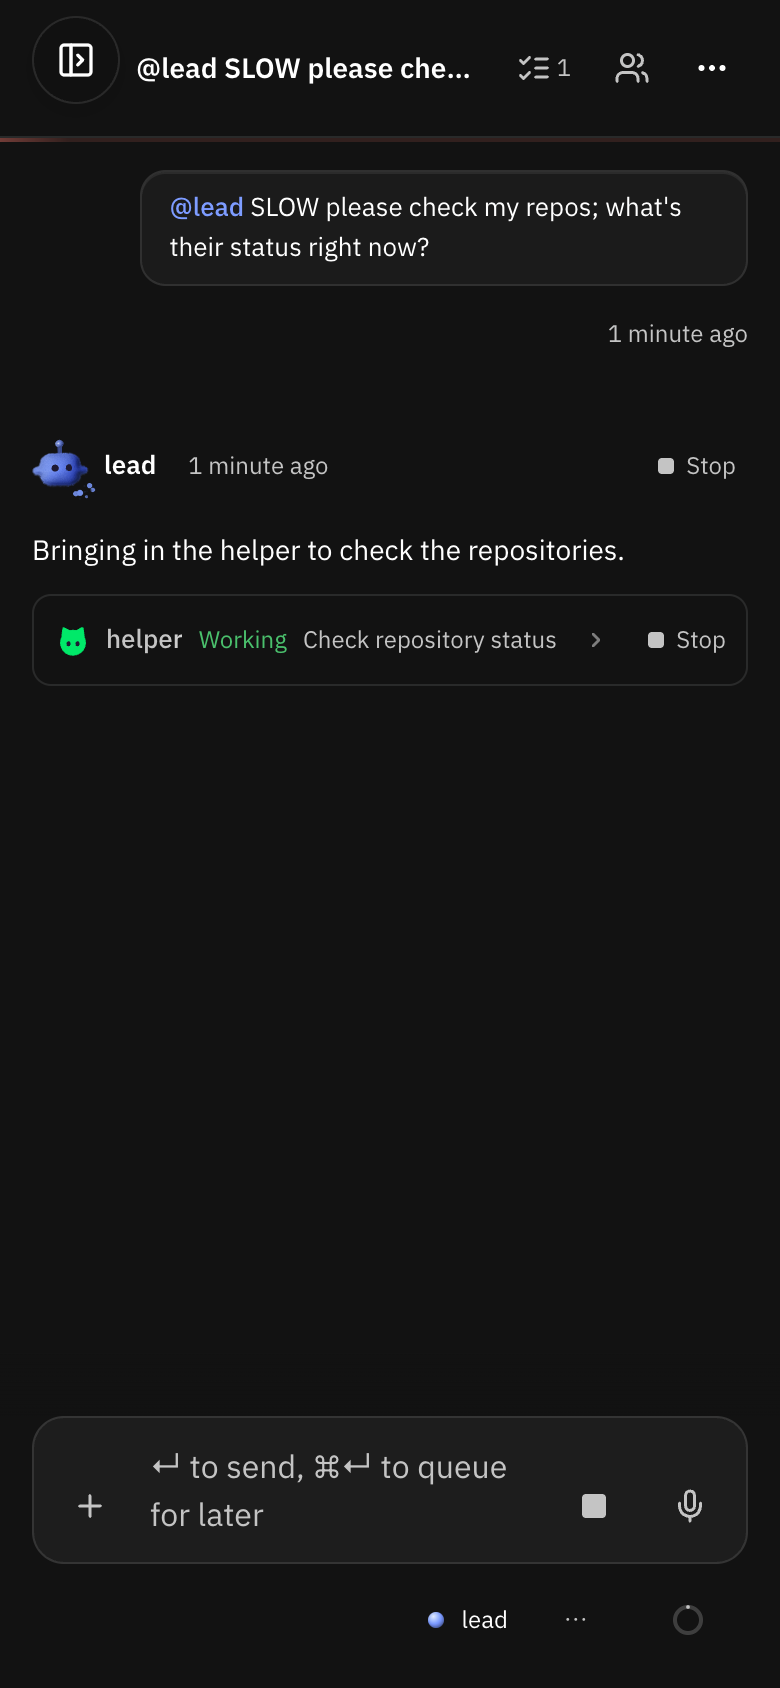 @lead SLOW please che...
1
@lead SLOW please check my repos; what's
their status right now?
1 minute ago
lead 1 minute ago Stop
Bringing in the helper to check the repositories.
helper Working Check repository status Stop
↵ to send, ⌘↵ to queue
for later
lead ...